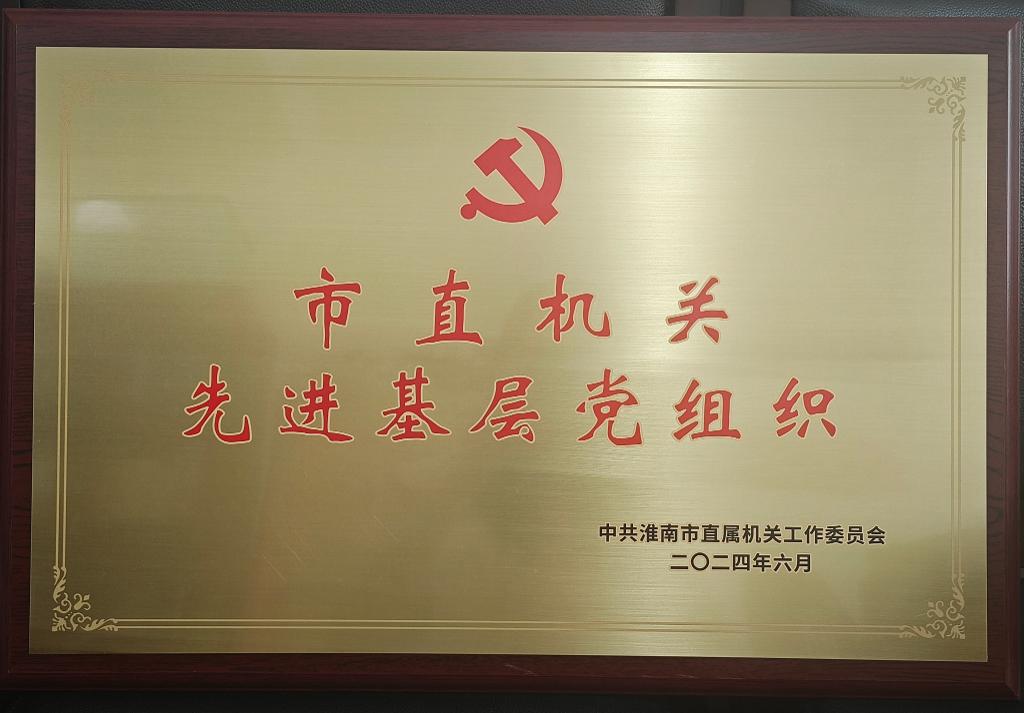 市直机关
先进基层党组织
中共淮南市直属机关工作委员会
二〇二四年六月